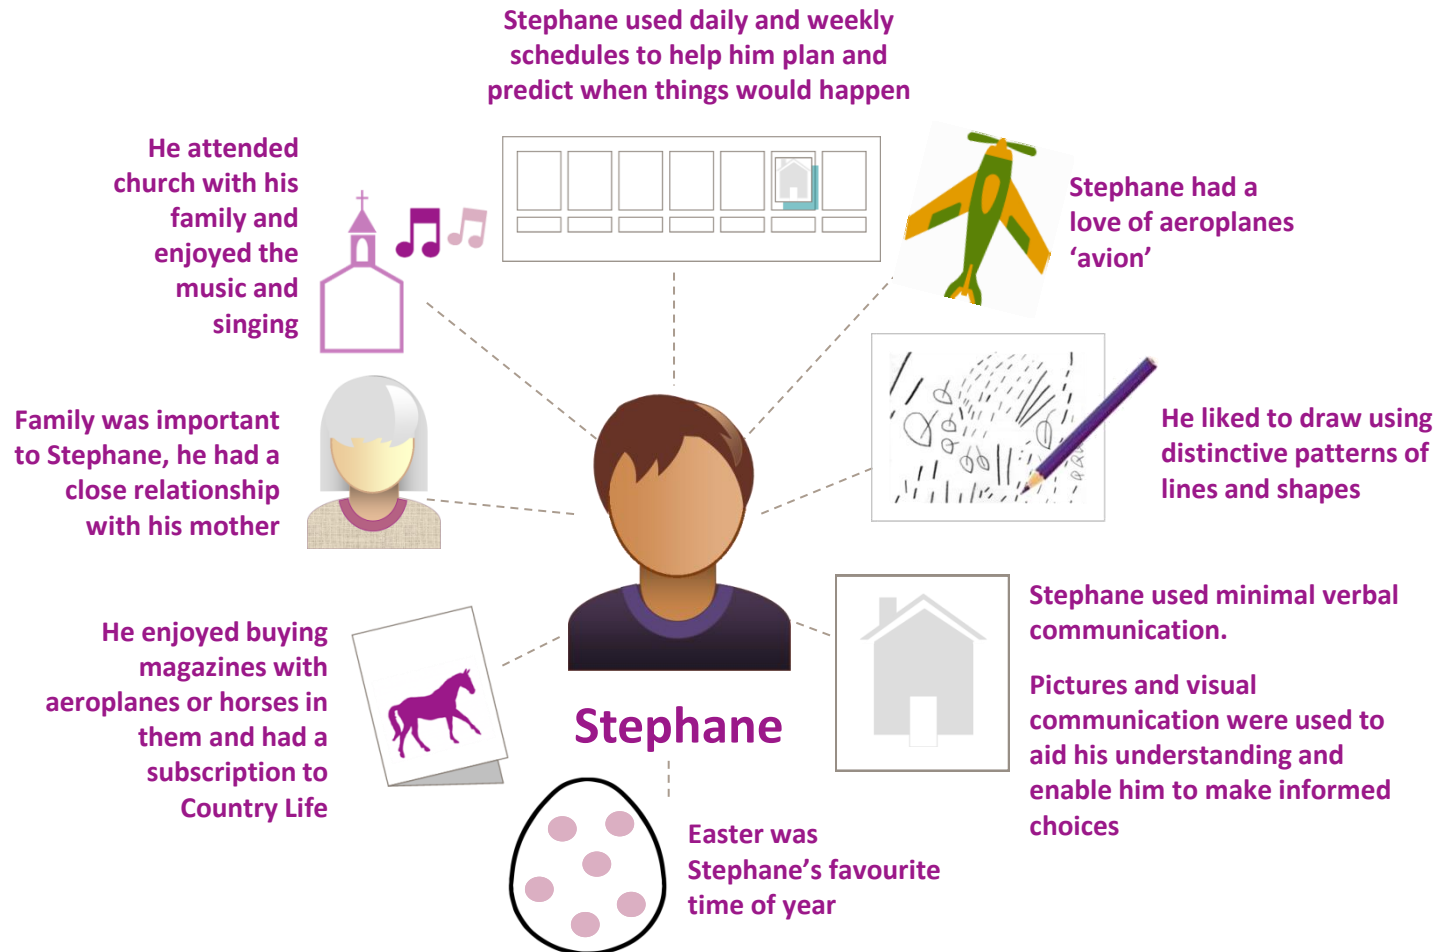 Stephane used daily and weekly
schedules to help him plan and
predict when things would happen
He attended
church with his
family and
enjoyed the
music and
singing
Stephane had a
love of aeroplanes
‘avion’
Family was important
to Stephane, he had a
close relationship
with his mother
He liked to draw using
distinctive patterns of
lines and shapes
He enjoyed buying
magazines with
aeroplanes or horses in
them and had a
subscription to
Country Life
Stephane
Stephane used minimal verbal
communication.
Pictures and visual
communication were used to
aid his understanding and
enable him to make informed
choices
Easter was
Stephane’s favourite
time of year